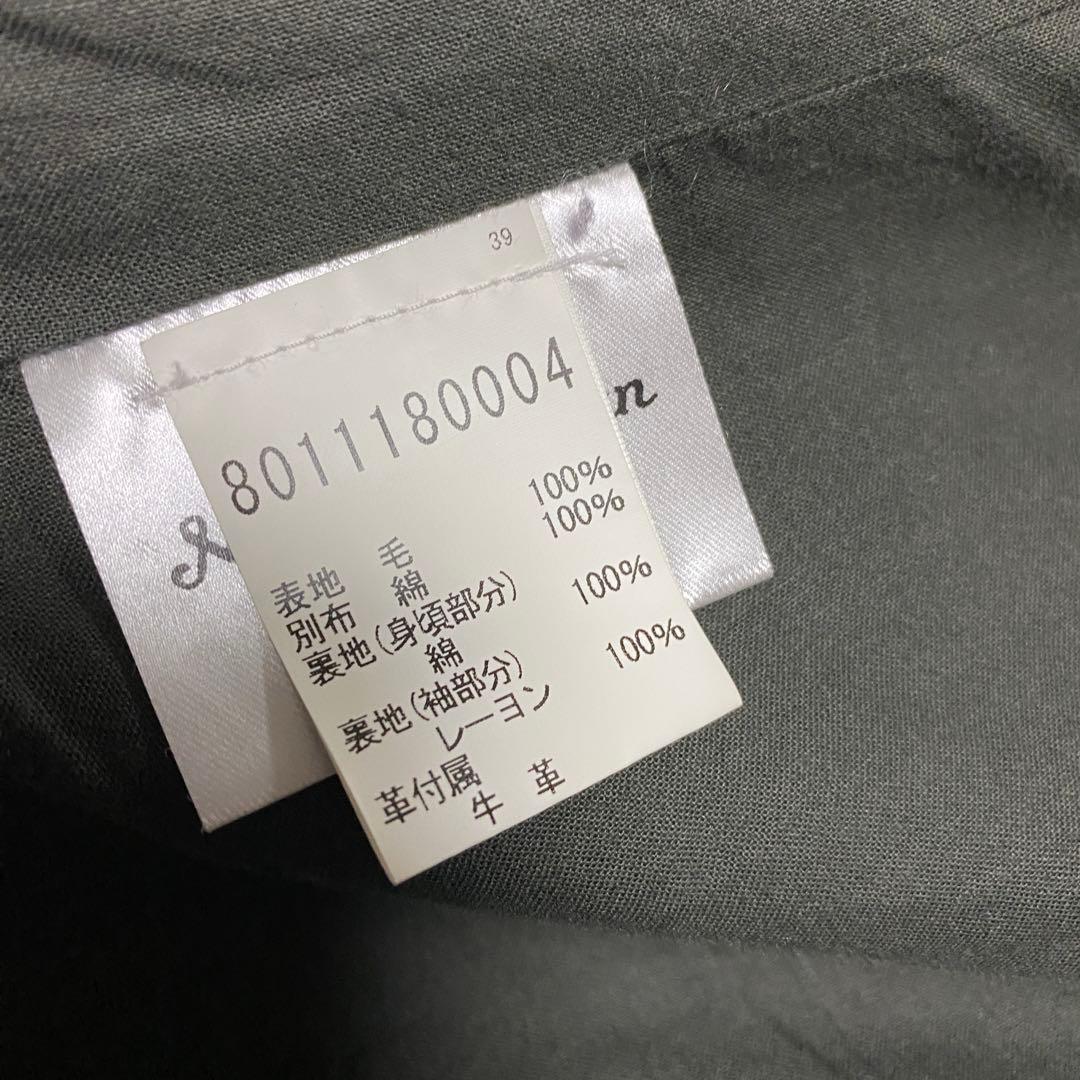 39
8011180004
表地 毛 100%
別布 綿 100%
裏地(身頃部分)
綿 100%
裏地(袖部分)
レーヨン 100%
革付属
牛革